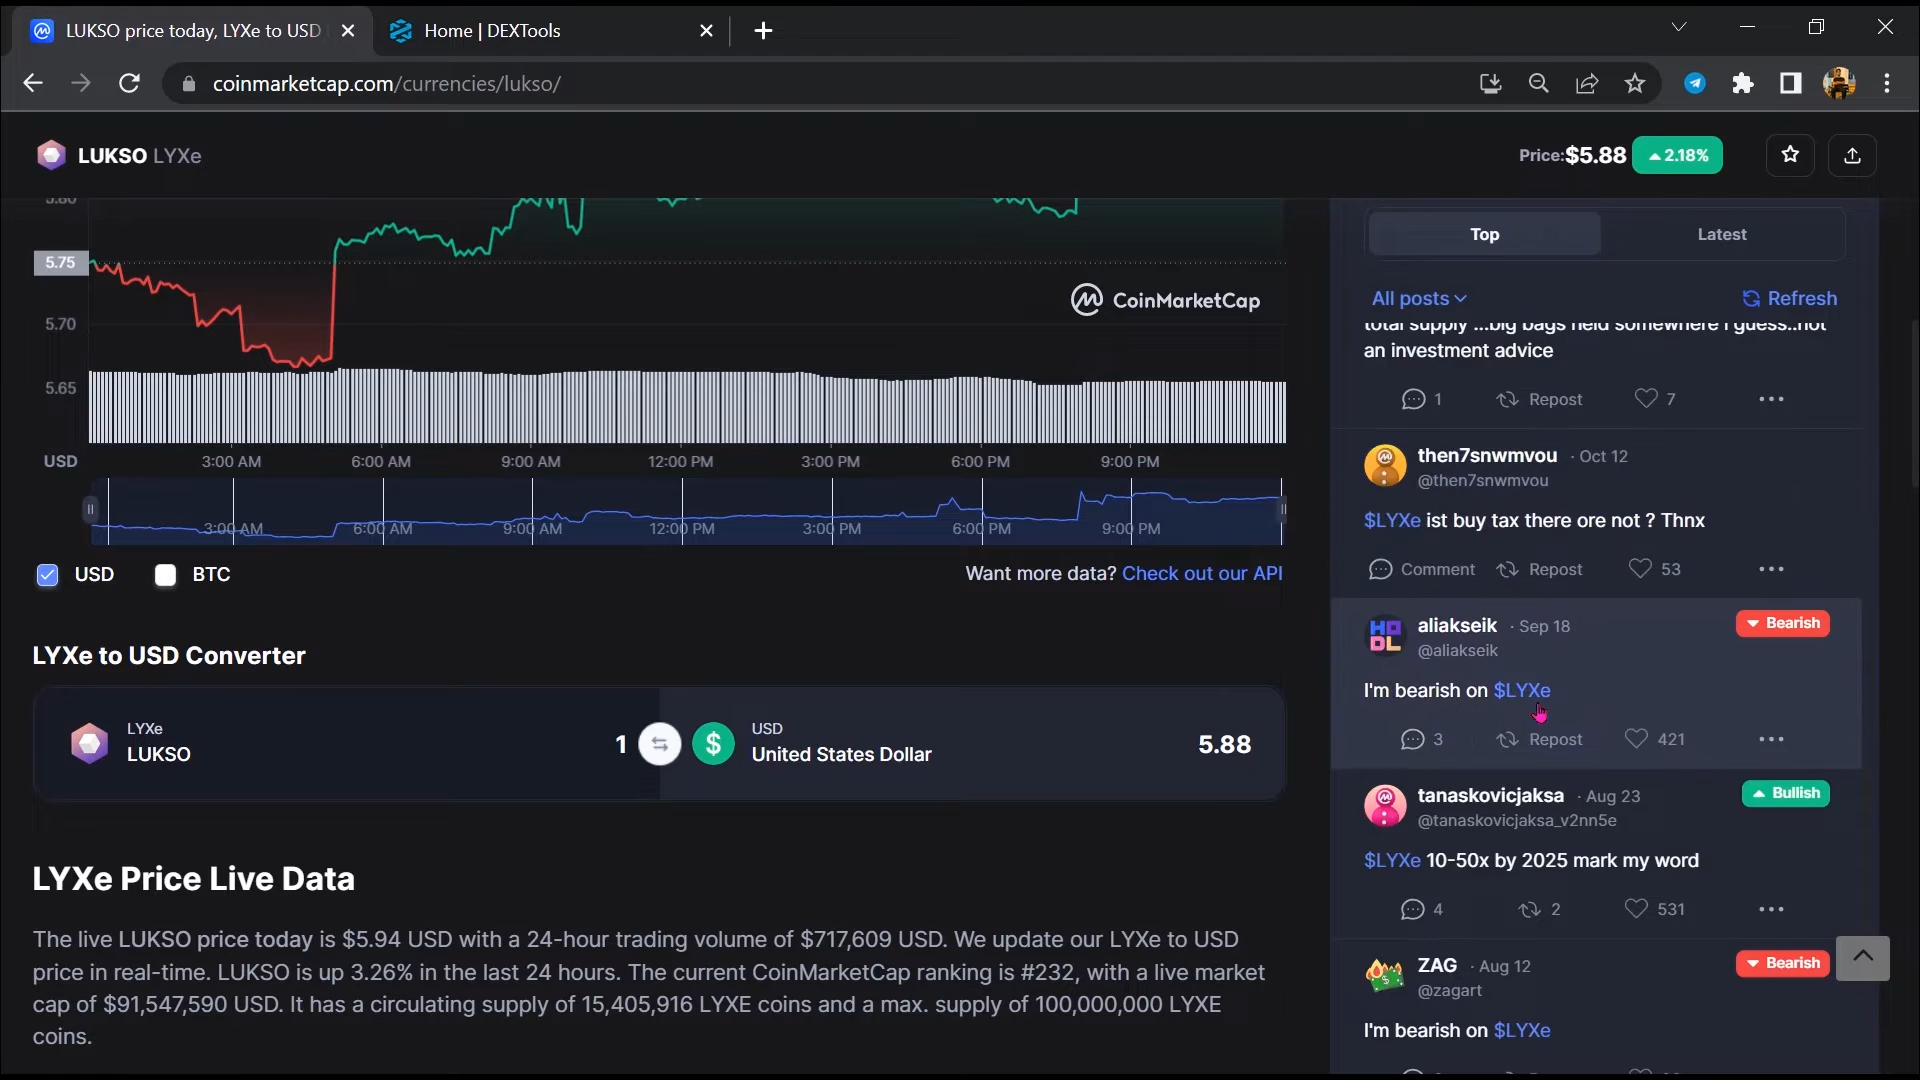 LUKSO price today, LYXe to USD
Home | DEXTools
coinmarketcap.com/currencies/lukso/
LUKSO LYXe
Price:$5.88
2.18%
5.80
5.75
5.70
5.65
CoinMarketCap
USD
3:00 AM
6:00 AM
9:00 AM
12:00 PM
3:00 PM
6:00 PM
9:00 PM
3:00 AM
6:00 AM
9:00 AM
12:00 PM
3:00 PM
6:00 PM
9:00 PM
USD
BTC
Want more data? Check out our API
LYXe to USD Converter
LYXe
LUKSO
1
$
USD
United States Dollar
5.88
LYXe Price Live Data
The live LUKSO price today is $5.94 USD with a 24-hour trading volume of $717,609 USD. We update our LYXe to USD
price in real-time. LUKSO is up 3.26% in the last 24 hours. The current CoinMarketCap ranking is #232, with a live market
cap of $91,547,590 USD. It has a circulating supply of 15,405,916 LYXE coins and a max. supply of 100,000,000 LYXE
coins.
Top
Latest
All posts
Refresh
total supply ...big bags held somewhere I guess..not
an investment advice
1
Repost
7
then7snwmvou · Oct 12
@then7snwmvou
$LYXe ist buy tax there ore not ? Thnx
Comment
Repost
53
HODL
aliakseik · Sep 18
Bearish
@aliakseik
I'm bearish on $LYXe
3
Repost
421
tanaskovicjaksa · Aug 23
Bullish
@tanaskovicjaksa_v2nn5e
$LYXe 10-50x by 2025 mark my word
4
2
531
ZAG · Aug 12
Bearish
@zagart
I'm bearish on $LYXe